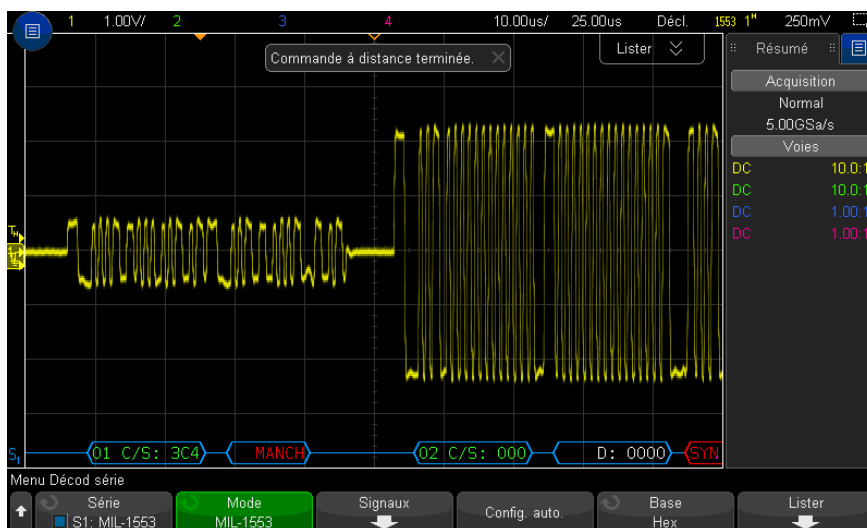 1 1.00V/ 2 3 4 10.00us/ 25.00us Décl. 1553 1ᴴ 250mV
Commande à distance terminée.
Lister
Résumé
Acquisition
Normal
5.00GSa/s
Voies
DC 10.0:1
DC 10.0:1
DC 1.00:1
DC 1.00:1
S1 01 C/S: 3C4 MANCH 02 C/S: 000 D: 0000 SYN
Menu Décod série
Série
S1: MIL-1553
Mode
MIL-1553
Signaux
Config. auto.
Base
Hex
Lister